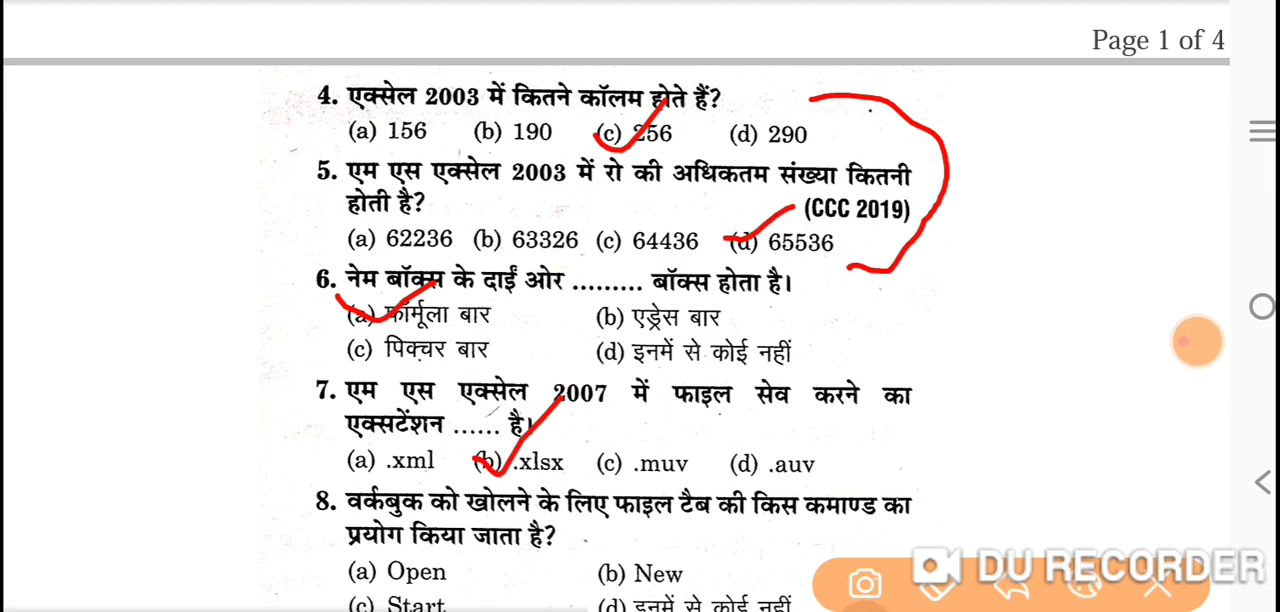 Page 1 of 4
4. एक्सेल 2003 में कितने कॉलम होते हैं?
(a) 156 (b) 190 (c) 256 (d) 290
5. एम एस एक्सेल 2003 में रो की अधिकतम संख्या कितनी
होती है? (CCC 2019)
(a) 62236 (b) 63326 (c) 64436 (d) 65536
6. नेम बॉक्स के दाईं ओर ......... बॉक्स होता है।
(a) फॉर्मूला बार (b) एड्रेस बार
(c) पिक्चर बार (d) इनमें से कोई नहीं
7. एम एस एक्सेल 2007 में फाइल सेव करने का
एक्सटेंशन ...... है।
(a) .xml (b) .xlsx (c) .muv (d) .auv
8. वर्कबुक को खोलने के लिए फाइल टैब की किस कमाण्ड का
प्रयोग किया जाता है?
(a) Open (b) New
(c) Start (d) इनमें से कोई नहीं
DU RECORDER